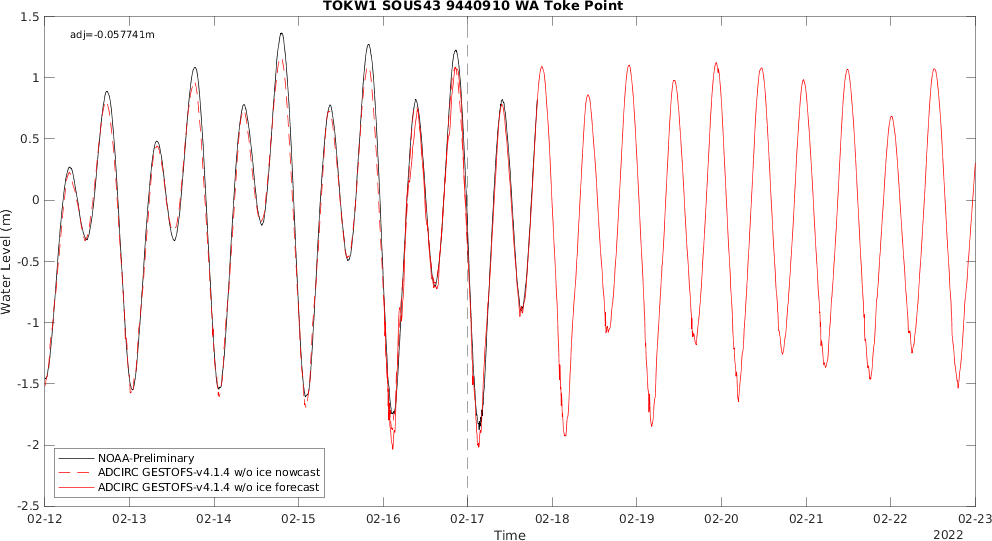 TOKW1 SOUS43 9440910 WA Toke Point
adj=-0.057741m
1.5
1
0.5
0
-0.5
-1
-1.5
-2
-2.5
Water Level (m)
NOAA-Preliminary
ADCIRC GESTOFS-v4.1.4 w/o ice nowcast
ADCIRC GESTOFS-v4.1.4 w/o ice forecast
02-12 02-13 02-14 02-15 02-16 02-17 02-18 02-19 02-20 02-21 02-22 02-23
Time
2022